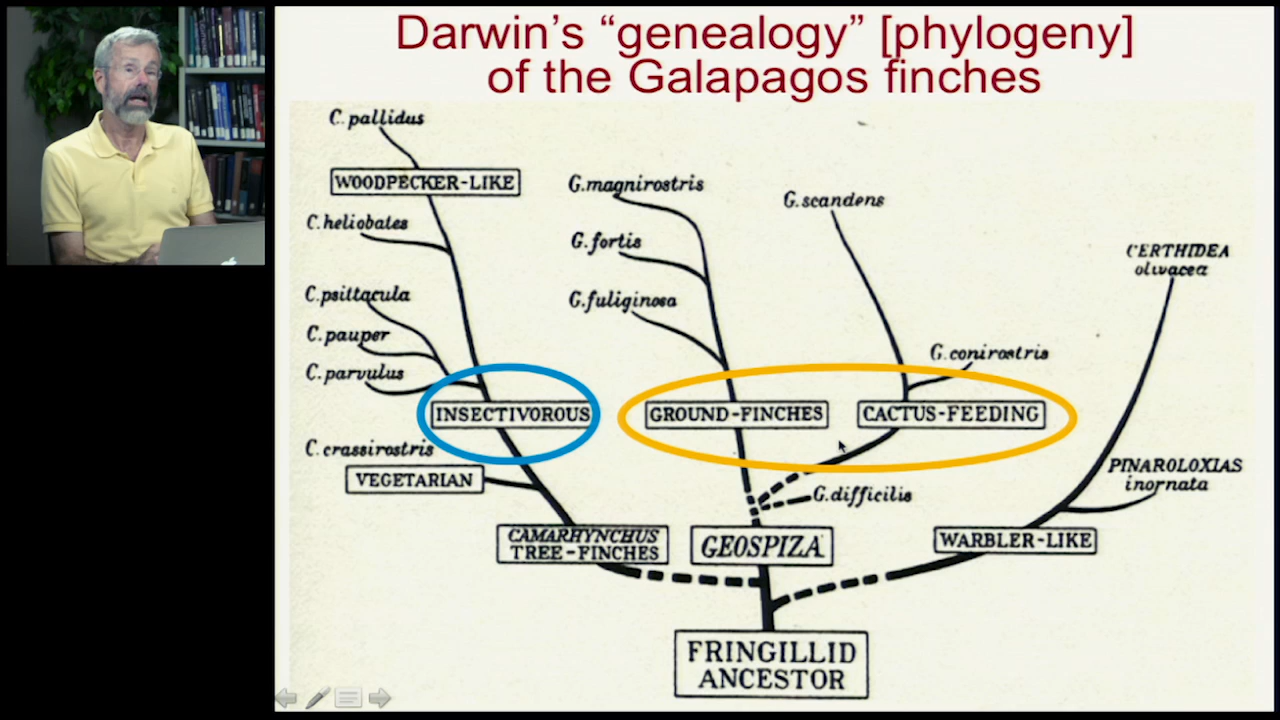 Darwin's “genealogy” [phylogeny]
of the Galapagos finches
C. pallidus
WOODPECKER-LIKE
C. heliobates
C. psittacula
C. pauper
C. parvulus
INSECTIVOROUS
C. crassirostris
VEGETARIAN
CAMARHYNCHUS
TREE-FINCHES
G. magnirostris
G. fortis
G. fuliginosa
GROUND-FINCHES
G. scandens
G. conirostris
CACTUS-FEEDING
G. difficilis
GEOSPIZA
CERTHIDEA
olivacea
PINAROLOXIAS
inornata
WARBLER-LIKE
FRINGILLID
ANCESTOR